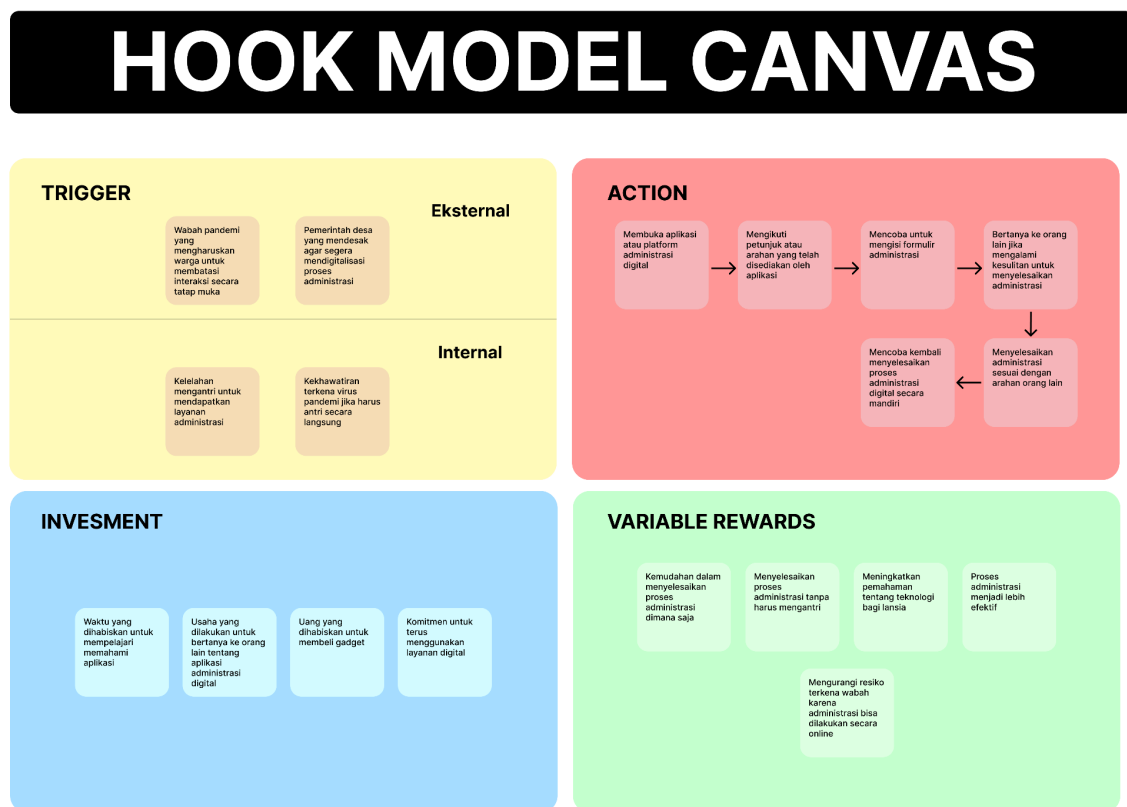 HOOK MODEL CANVAS
TRIGGER
Eksternal
Wabah pandemi
yang
mengharuskan
warga untuk
membatasi
interaksi secara
tatap muka
Pemerintah desa
yang mendesak
agar segera
mendigitalisasi
proses
administrasi
Internal
Kelelahan
mengantri untuk
mendapatkan
layanan
administrasi
Kekhawatiran
terkena virus
pandemi jika harus
antri secara
langsung
ACTION
Membuka aplikasi
atau platform
administrasi
digital
Mengikuti
petunjuk atau
arahan yang telah
disediakan oleh
aplikasi
Mencoba untuk
mengisi formulir
administrasi
Bertanya ke orang
lain jika
mengalami
kesulitan untuk
menyelesaikan
administrasi
Menyelesaikan
administrasi
sesuai dengan
arahan orang lain
Mencoba kembali
menyelesaikan
proses
administrasi
digital secara
mandiri
INVESMENT
Waktu yang
dihabiskan untuk
mempelajari
memahami
aplikasi
Usaha yang
dilakukan untuk
bertanya ke orang
lain tentang
aplikasi
administrasi
digital
Uang yang
dihabiskan untuk
membeli gadget
Komitmen untuk
terus
menggunakan
layanan digital
VARIABLE REWARDS
Kemudahan dalam
menyelesaikan
proses
administrasi
dimana saja
Menyelesaikan
proses
administrasi tanpa
harus mengantri
Meningkatkan
pemahaman
tentang teknologi
bagi lansia
Proses
administrasi
menjadi lebih
efektif
Mengurangi resiko
terkena wabah
karena
administrasi bisa
dilakukan secara
online